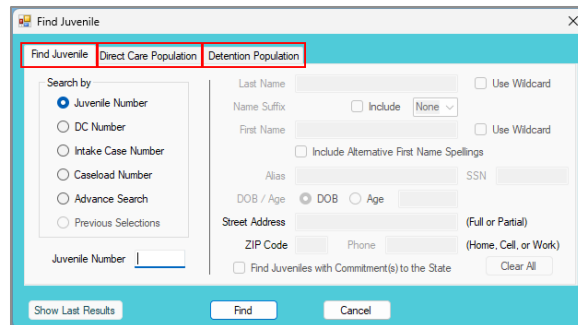 Find Juvenile
Find Juvenile Direct Care Population Detention Population
Search by
Juvenile Number
DC Number
Intake Case Number
Caseload Number
Advance Search
Previous Selections
Juvenile Number
Last Name Use Wildcard
Name Suffix Include None
First Name Use Wildcard
Include Alternative First Name Spellings
Alias SSN
DOB / Age DOB Age
Street Address (Full or Partial)
ZIP Code Phone (Home, Cell, or Work)
Find Juveniles with Commitment(s) to the State Clear All
Show Last Results Find Cancel